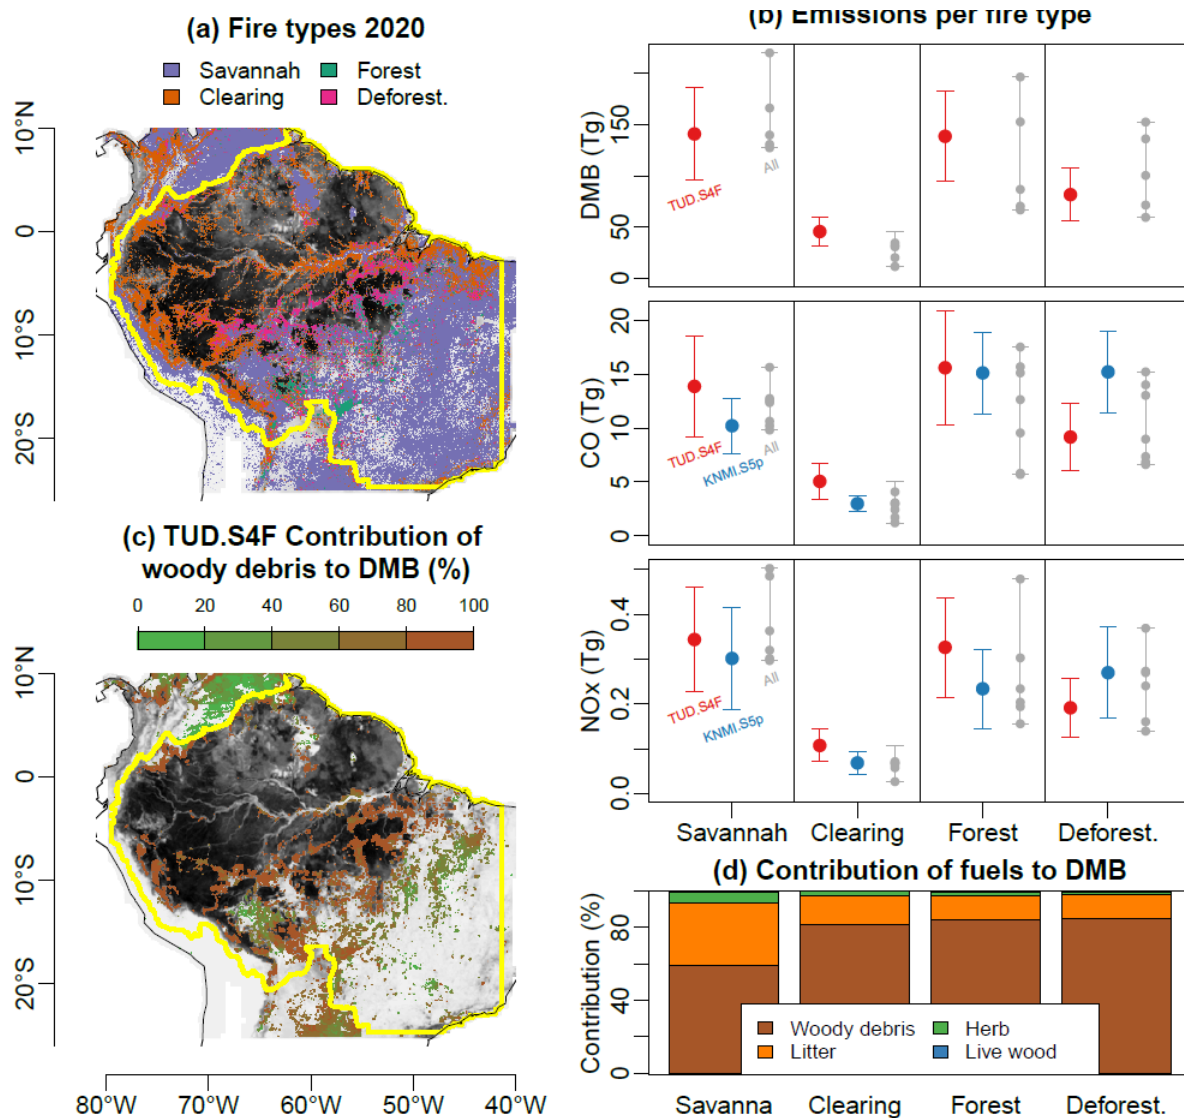 (a) Fire types 2020
Savannah
Forest
Clearing
Deforest.
10°N
0
10°S
20°S
(b) Emissions per fire type
DMB (Tg)
0
50
150
TUD.S4F
All
CO (Tg)
0
5
10
15
20
TUD.S4F
KNMI.S5p
All
NOx (Tg)
0.0
0.2
0.4
TUD.S4F
KNMI.S5p
All
Savannah
Clearing
Forest
Deforest.
(c) TUD.S4F Contribution of
woody debris to DMB (%)
0
20
40
60
80
100
10°N
0
10°S
20°S
80°W
70°W
60°W
50°W
40°W
(d) Contribution of fuels to DMB
Contribution (%)
0
40
80
Woody debris
Herb
Litter
Live wood
Savanna
Clearing
Forest
Deforest.